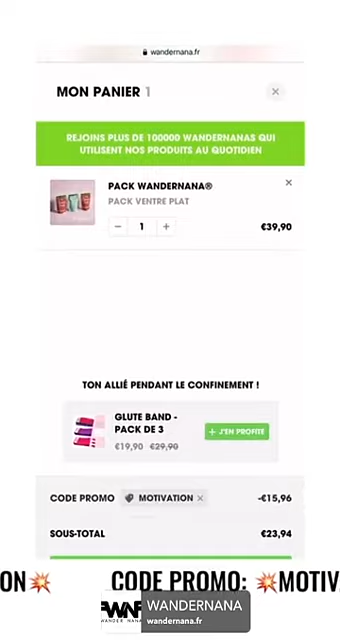 wandernana.fr
MON PANIER 1
REJOINS PLUS DE 100000 WANDERNANAS QUI
UTILISENT NOS PRODUITS AU QUOTIDIEN
PACK WANDERNANA®
PACK VENTRE PLAT
− 1 +
€39,90
TON ALLIÉ PENDANT LE CONFINEMENT !
GLUTE BAND -
PACK DE 3
€19,90 €29,90
+ J'EN PROFITE
CODE PROMO MOTIVATION × -€15,96
SOUS-TOTAL €23,94
ON💥 CODE PROMO: 💥MOTIV
WANDER NANA
WANDERNANA
wandernana.fr